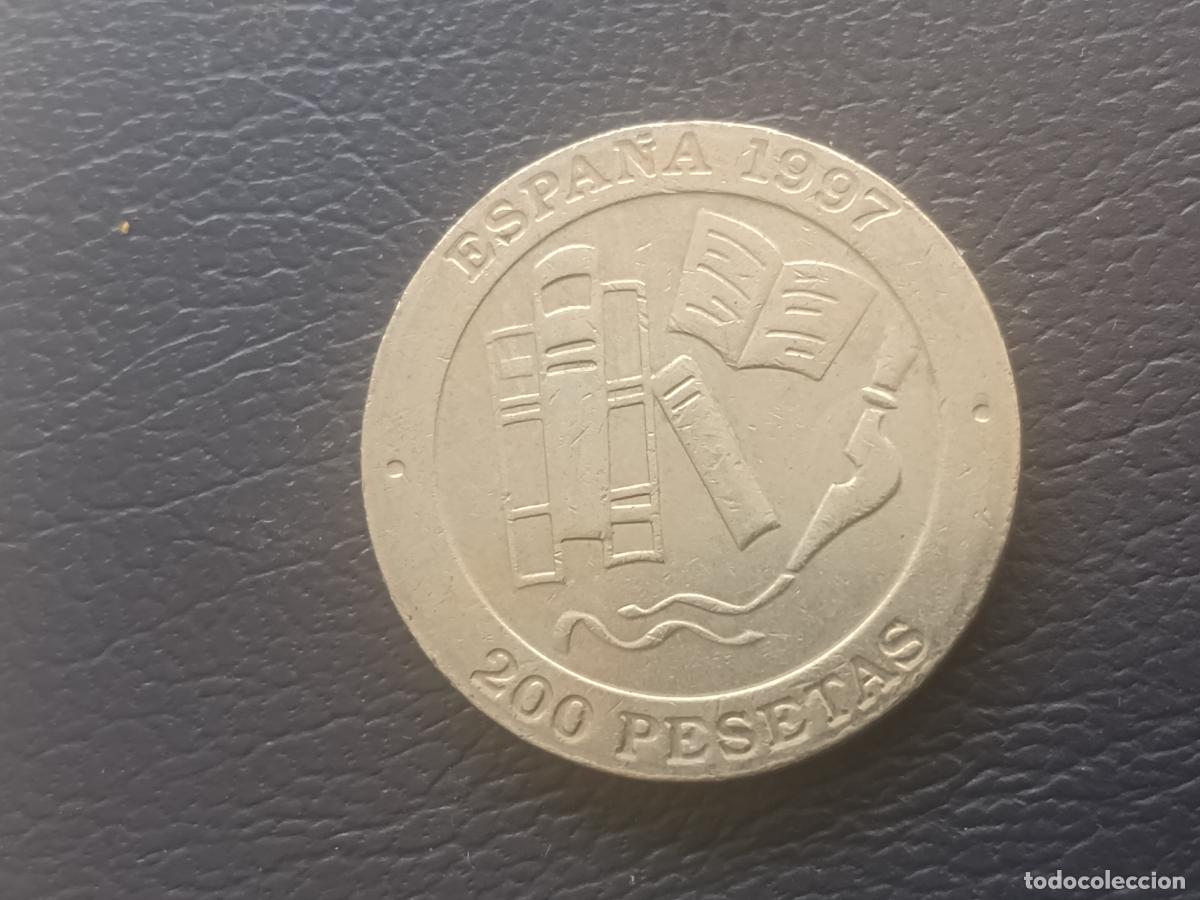 ESPAÑA 1997
200 PESETAS
todocoleccion